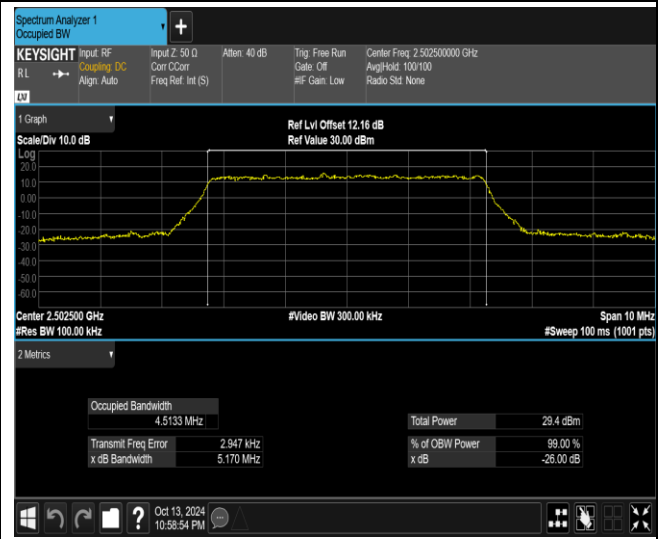 Spectrum Analyzer 1
Occupied BW
+
KEYSIGHT
RL
LXI
Input: RF
Coupling: DC
Align: Auto
Input Z: 50 Ω
Corr CCorr
Freq Ref: Int (S)
Atten: 40 dB
Trig: Free Run
Gate: Off
#IF Gain: Low
Center Freq: 2.502500000 GHz
Avg|Hold: 100/100
Radio Std: None
1 Graph
Scale/Div 10.0 dB
Ref Lvl Offset 12.16 dB
Ref Value 30.00 dBm
Log
20.0
10.0
0.00
-10.0
-20.0
-30.0
-40.0
-50.0
-60.0
Center 2.502500 GHz
#Res BW 100.00 kHz
#Video BW 300.00 kHz
Span 10 MHz
#Sweep 100 ms (1001 pts)
2 Metrics
Occupied Bandwidth
4.5133 MHz
Transmit Freq Error 2.947 kHz
x dB Bandwidth 5.170 MHz
Total Power 29.4 dBm
% of OBW Power 99.00 %
x dB -26.00 dB
?
Oct 13, 2024
10:58:54 PM